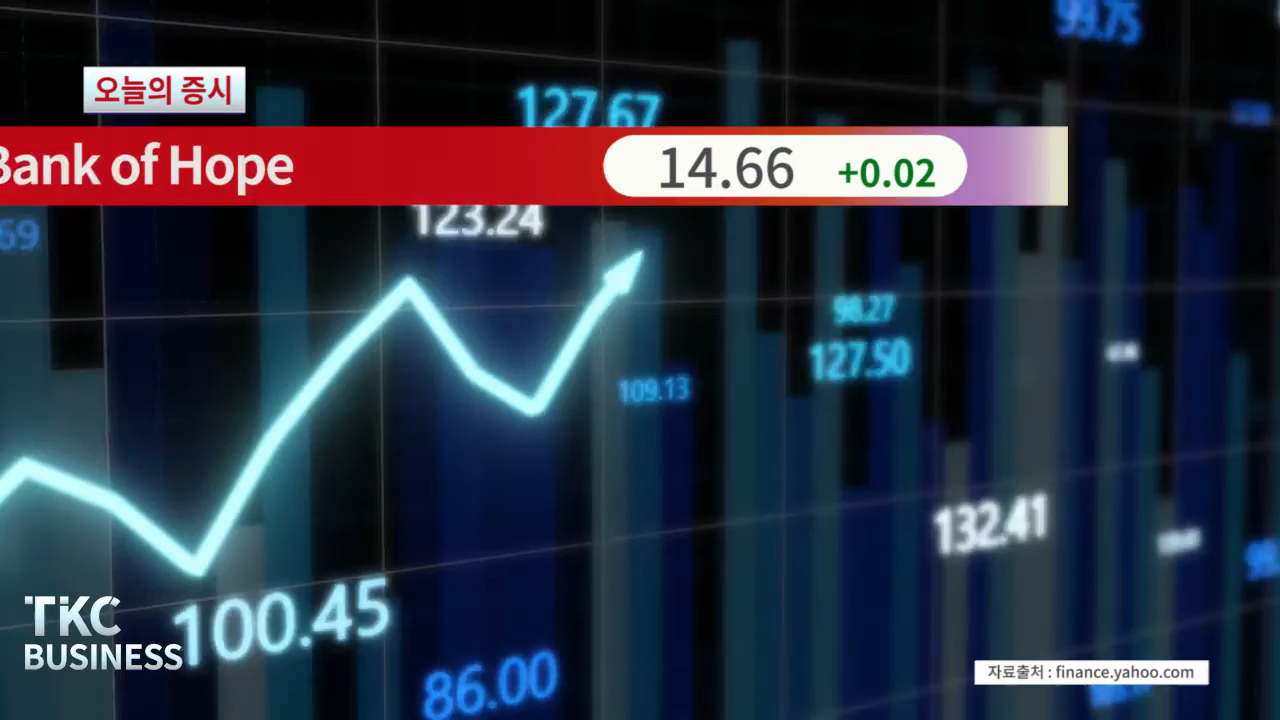 99.75
오늘의 증시
127.67
Bank of Hope 14.66 +0.02
123.24
69
98.27
127.50
109.13
132.41
100.45
86.00
TKC
BUSINESS
자료출처 : finance.yahoo.com